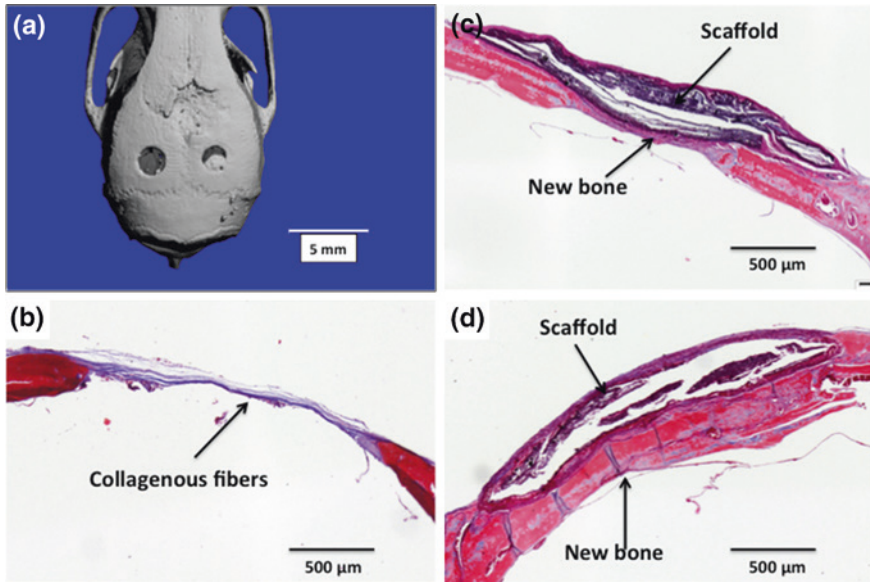 (a)
5 mm
(b)
Collagenous fibers
500 μm
(c)
Scaffold
New bone
500 μm
(d)
Scaffold
New bone
500 μm